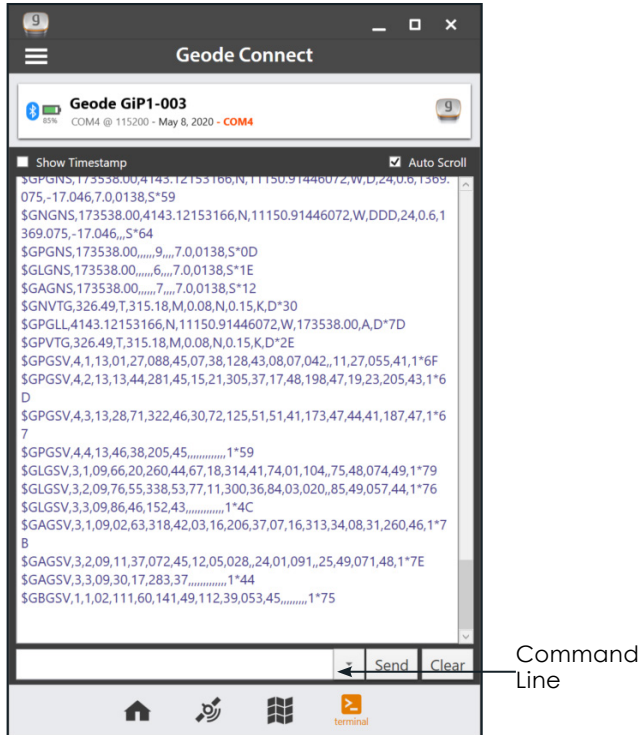 g
Geode Connect
Geode GiP1-003
85%
COM4 @ 115200 - May 8, 2020 - COM4
g
Show Timestamp
Auto Scroll
$GPGNS,173538.00,4143.12153166,N,11150.91446072,W,D,24,0.6,1369.
075,-17.046,7.0,0138,S*59
$GNGNS,173538.00,4143.12153166,N,11150.91446072,W,DDD,24,0.6,1
369.075,-17.046,,,S*64
$GPGNS,173538.00,,,,,,9,,,,7.0,0138,S*0D
$GLGNS,173538.00,,,,,,6,,,,7.0,0138,S*1E
$GAGNS,173538.00,,,,,,7,,,,7.0,0138,S*12
$GNVTG,326.49,T,315.18,M,0.08,N,0.15,K,D*30
$GPGLL,4143.12153166,N,11150.91446072,W,173538.00,A,D*7D
$GPVTG,326.49,T,315.18,M,0.08,N,0.15,K,D*2E
$GPGSV,4,1,13,01,27,088,45,07,38,128,43,08,07,042,,11,27,055,41,1*6F
$GPGSV,4,2,13,13,44,281,45,15,21,305,37,17,48,198,47,19,23,205,43,1*6
D
$GPGSV,4,3,13,28,71,322,46,30,72,125,51,51,41,173,47,44,41,187,47,1*6
7
$GPGSV,4,4,13,46,38,205,45,,,,,,,,,,,,,1*59
$GLGSV,3,1,09,66,20,260,44,67,18,314,41,74,01,104,,75,48,074,49,1*79
$GLGSV,3,2,09,76,55,338,53,77,11,300,36,84,03,020,,85,49,057,44,1*76
$GLGSV,3,3,09,86,46,152,43,,,,,,,,,,,,,1*4C
$GAGSV,3,1,09,02,63,318,42,03,16,206,37,07,16,313,34,08,31,260,46,1*7
B
$GAGSV,3,2,09,11,37,072,45,12,05,028,,24,01,091,,25,49,071,48,1*7E
$GAGSV,3,3,09,30,17,283,37,,,,,,,,,,,,,1*44
$GBGSV,1,1,02,111,60,141,49,112,39,053,45,,,,,,,,,1*75
Send
Clear
Command
Line
terminal